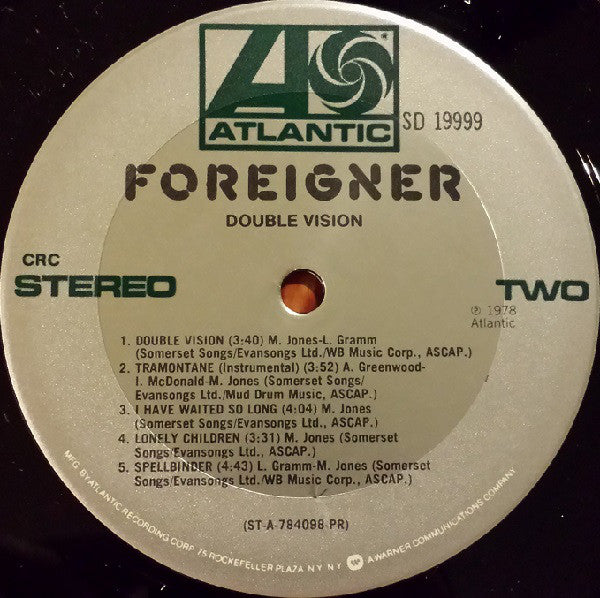 ATLANTIC
SD 19999
FOREIGNER
DOUBLE VISION
CRC
STEREO
TWO
℗ 1978
Atlantic
1. DOUBLE VISION (3:40) M. Jones-L. Gramm
(Somerset Songs/Evansongs Ltd./WB Music Corp., ASCAP.)
2. TRAMONTANE (Instrumental) (3:52) A. Greenwood-
I. McDonald-M. Jones (Somerset Songs/
Evansongs Ltd./Mud Drum Music, ASCAP.)
3. I HAVE WAITED SO LONG (4:04) M. Jones
(Somerset Songs/Evansongs Ltd., ASCAP.)
4. LONELY CHILDREN (3:31) M. Jones (Somerset
Songs/Evansongs Ltd., ASCAP.)
5. SPELLBINDER (4:43) L. Gramm-M. Jones (Somerset
Songs/Evansongs Ltd./WB Music Corp., ASCAP.)
(ST-A-784098 PR)
MFG. BY ATLANTIC RECORDING CORP. 75 ROCKEFELLER PLAZA NY. NY. A WARNER COMMUNICATIONS COMPANY